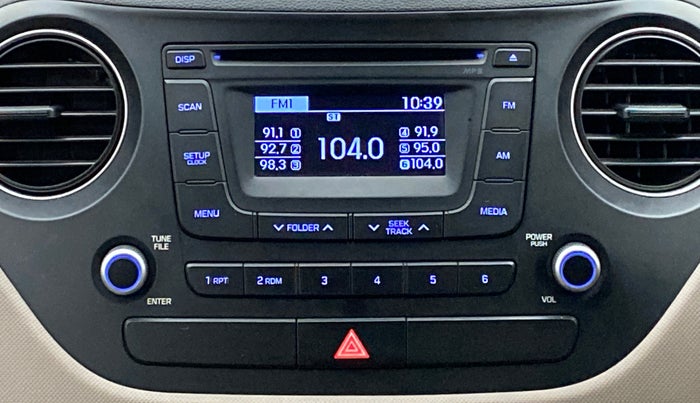 DISP
MP3
SCAN
FM1
10:39
FM
ST
91.1 1
4 91.9
92.7 2
104.0
5 95.0
98.3 3
6 104.0
SETUP
CLOCK
AM
MENU
FOLDER
SEEK
TRACK
MEDIA
TUNE
FILE
POWER
PUSH
1 RPT
2 RDM
3
4
5
6
ENTER
VOL